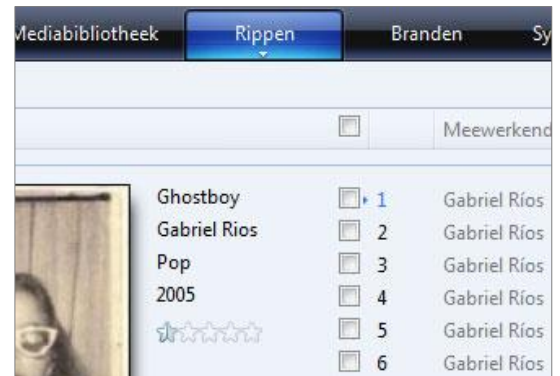 Mediabibliotheek Rippen Branden Sy
Meewerkend
Ghostboy 1 Gabriel Ríos
Gabriel Rios 2 Gabriel Ríos
Pop 3 Gabriel Ríos
2005 4 Gabriel Ríos
5 Gabriel Ríos
6 Gabriel Ríos